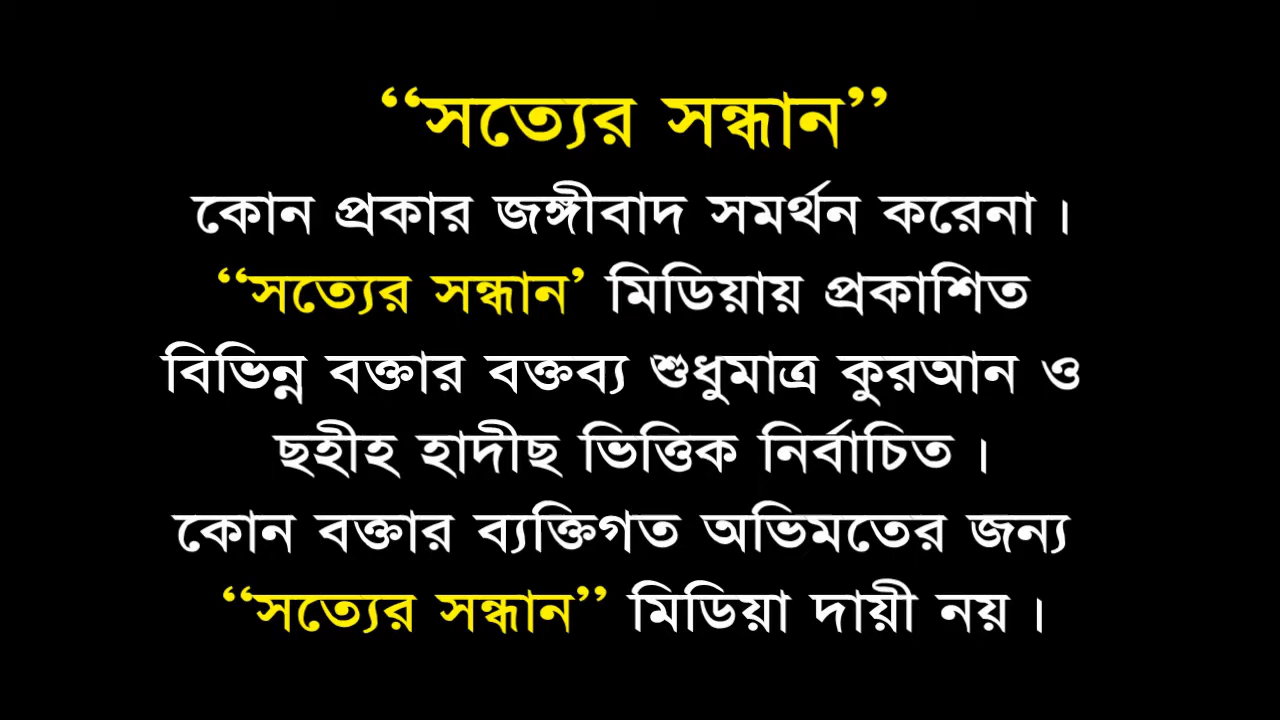 “সত্যের সন্ধান”
কোন প্রকার জঙ্গীবাদ সমর্থন করেনা।
“সত্যের সন্ধান’ মিডিয়ায় প্রকাশিত
বিভিন্ন বক্তার বক্তব্য শুধুমাত্র কুরআন ও
ছহীহ হাদীছ ভিত্তিক নির্বাচিত।
কোন বক্তার ব্যক্তিগত অভিমতের জন্য
“সত্যের সন্ধান” মিডিয়া দায়ী নয়।